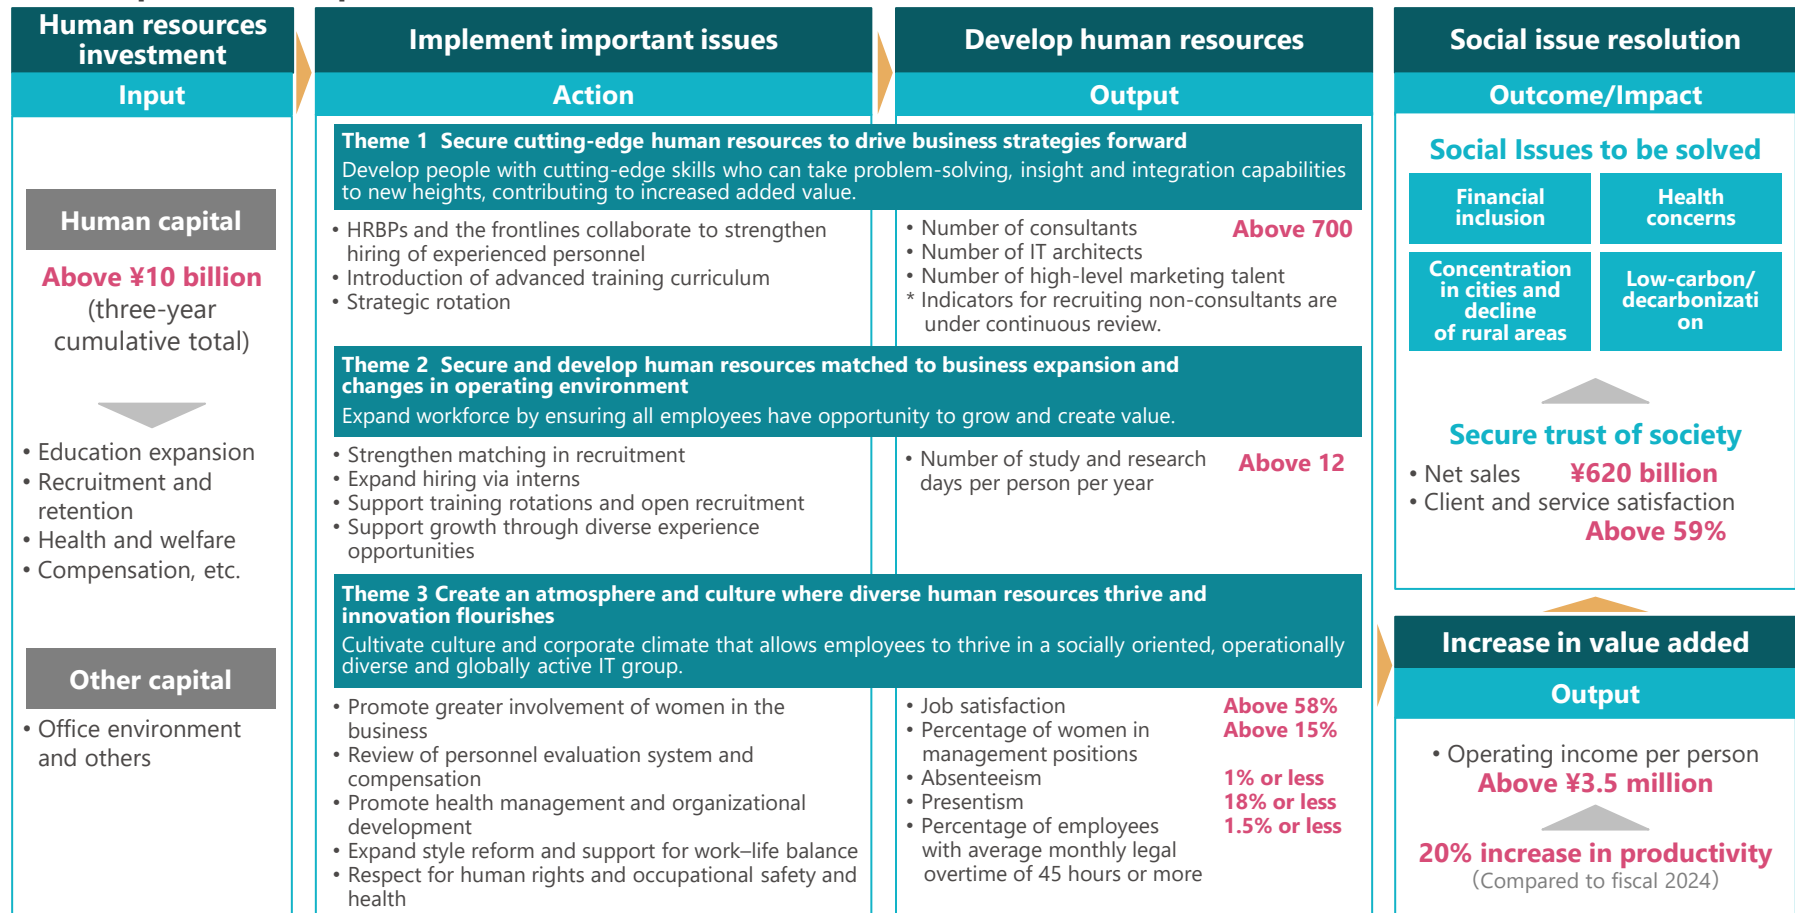 Human resources
investment
Input
Human capital
Above ¥10 billion
(three-year
cumulative total)
• Education expansion
• Recruitment and
retention
• Health and welfare
• Compensation, etc.
Other capital
• Office environment
and others
Implement important issues
Action
Develop human resources
Output
Theme 1 Secure cutting-edge human resources to drive business strategies forward
Develop people with cutting-edge skills who can take problem-solving, insight and integration capabilities
to new heights, contributing to increased added value.
• HRBPs and the frontlines collaborate to strengthen
hiring of experienced personnel
• Introduction of advanced training curriculum
• Strategic rotation
• Number of consultants Above 700
• Number of IT architects
• Number of high-level marketing talent
* Indicators for recruiting non-consultants are
under continuous review.
Theme 2 Secure and develop human resources matched to business expansion and
changes in operating environment
Expand workforce by ensuring all employees have opportunity to grow and create value.
• Strengthen matching in recruitment
• Expand hiring via interns
• Support training rotations and open recruitment
• Support growth through diverse experience
opportunities
• Number of study and research Above 12
days per person per year
Theme 3 Create an atmosphere and culture where diverse human resources thrive and
innovation flourishes
Cultivate culture and corporate climate that allows employees to thrive in a socially oriented, operationally
diverse and globally active IT group.
• Promote greater involvement of women in the
business
• Review of personnel evaluation system and
compensation
• Promote health management and organizational
development
• Expand style reform and support for work–life balance
• Respect for human rights and occupational safety and
health
• Job satisfaction Above 58%
• Percentage of women in Above 15%
management positions
• Absenteeism 1% or less
• Presentism 18% or less
• Percentage of employees 1.5% or less
with average monthly legal
overtime of 45 hours or more
Social issue resolution
Outcome/Impact
Social Issues to be solved
Financial
inclusion
Health
concerns
Concentration
in cities and
decline
of rural areas
Low-carbon/
decarbonizati
on
Secure trust of society
• Net sales ¥620 billion
• Client and service satisfaction
Above 59%
Increase in value added
Output
• Operating income per person
Above ¥3.5 million
20% increase in productivity
(Compared to fiscal 2024)